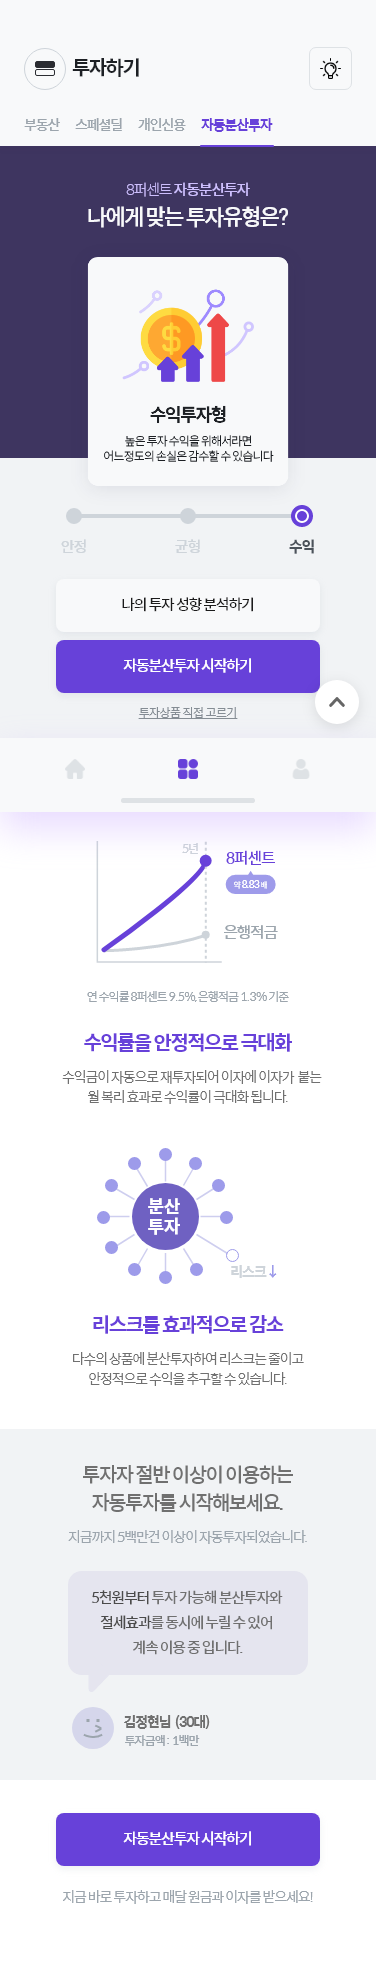 투자하기
부동산 스페셜딜 개인신용 자동분산투자
8퍼센트 자동분산투자
나에게 맞는 투자유형은?
수익투자형
높은 투자 수익을 위해서라면
어느정도의 손실은 감수할 수 있습니다
안정 균형 수익
나의 투자 성향 분석하기
자동분산투자 시작하기
투자상품 직접 고르기
5년
8퍼센트
약 8.83 배
은행적금
연 수익률 8퍼센트 9.5%, 은행적금 1.3% 기준
수익률을 안정적으로 극대화
수익금이 자동으로 재투자되어 이자에 이자가 붙는
월 복리 효과로 수익률이 극대화 됩니다.
분산
투자
리스크↓
리스크를 효과적으로 감소
다수의 상품에 분산투자하여 리스크는 줄이고
안정적으로 수익을 추구할 수 있습니다.
투자자 절반 이상이 이용하는
자동투자를 시작해보세요.
지금까지 5백만건 이상이 자동투자되었습니다.
5천원부터 투자 가능해 분산투자와
절세효과를 동시에 누릴 수 있어
계속 이용 중 입니다.
김정현님 (30대)
투자금액 : 1백만
자동분산투자 시작하기
지금 바로 투자하고 매달 원금과 이자를 받으세요!